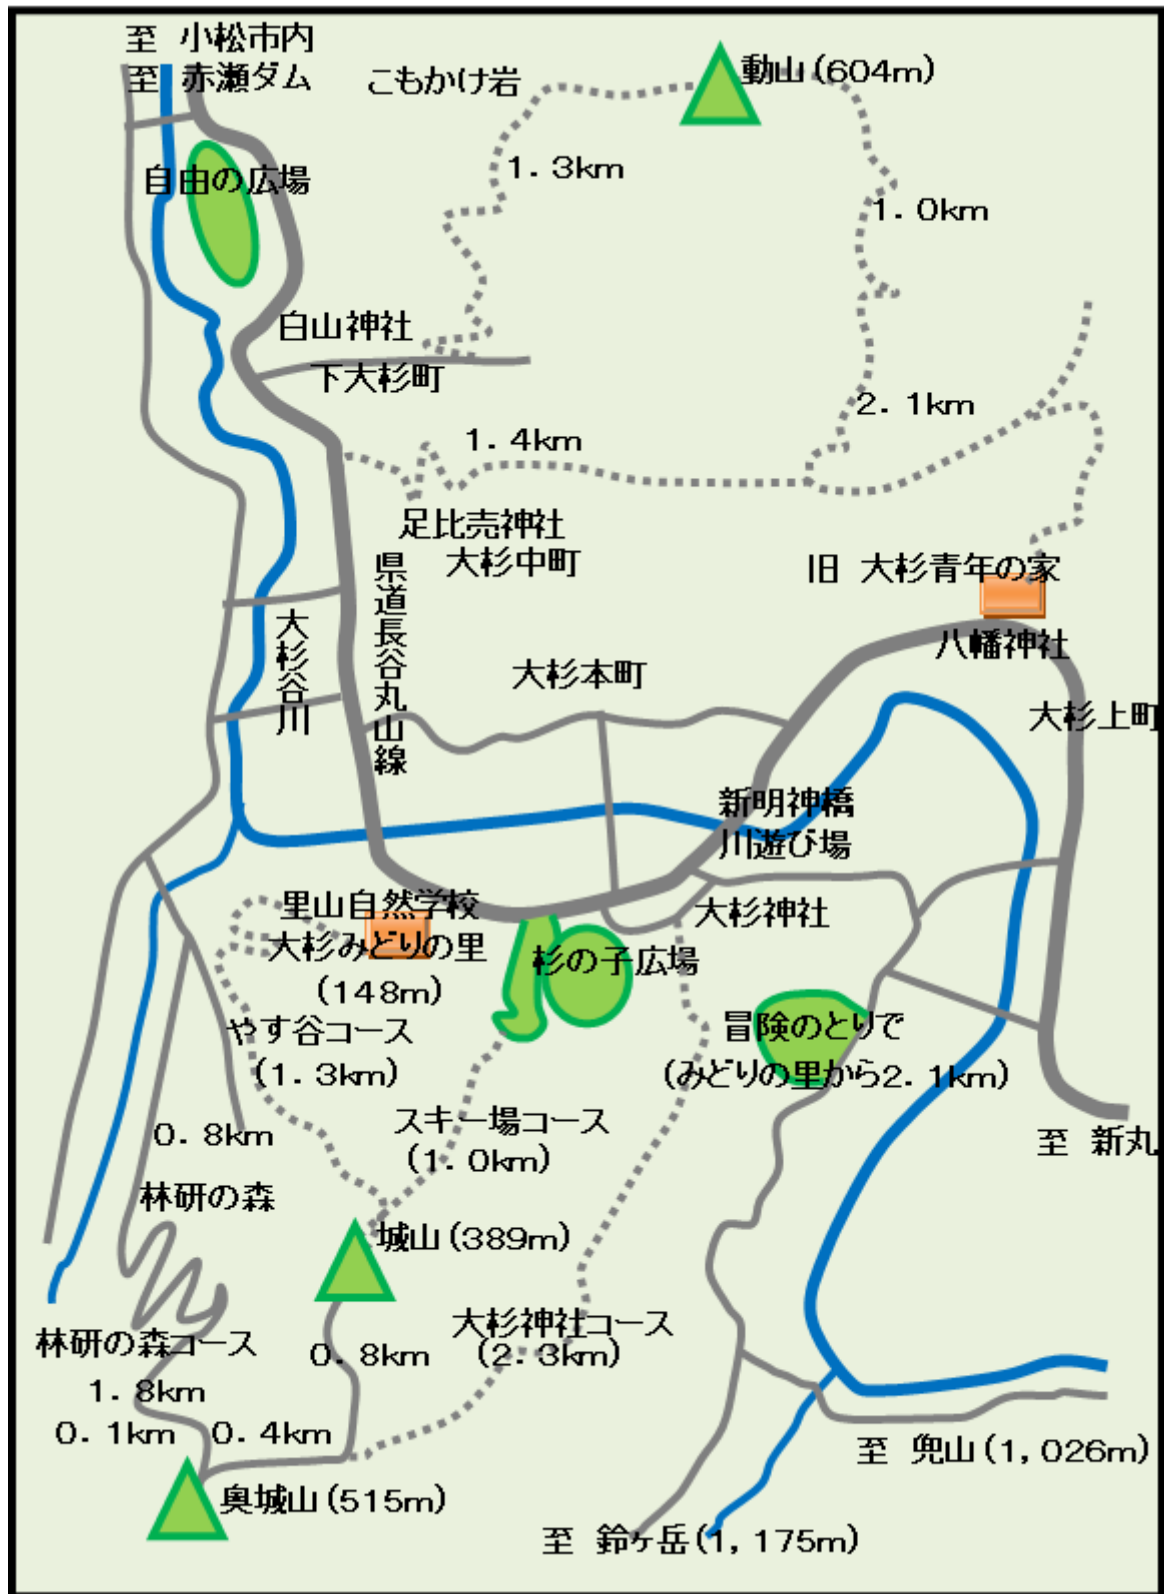 至 小松市内
至 赤瀬ダム
こもかけ岩
動山(604m)
自由の広場
1.3km
1.0km
白山神社
下大杉町
2.1km
1.4km
足比売神社
大杉中町
旧 大杉青年の家
県道長谷丸山線
大杉谷川
八幡神社
大杉本町
大杉上町
新明神橋
川遊び場
里山自然学校
大杉みどりの里
(148m)
大杉神社
杉の子広場
やす谷コース
(1.3km)
冒険のとりで
(みどりの里から2.1km)
スキー場コース
(1.0km)
0.8km
至 新丸
林研の森
城山(389m)
大杉神社コース
(2.3km)
林研の森コース
1.8km
0.8km
0.1km
0.4km
至 兜山(1,026m)
奥城山(515m)
至 鈴ヶ岳(1,175m)